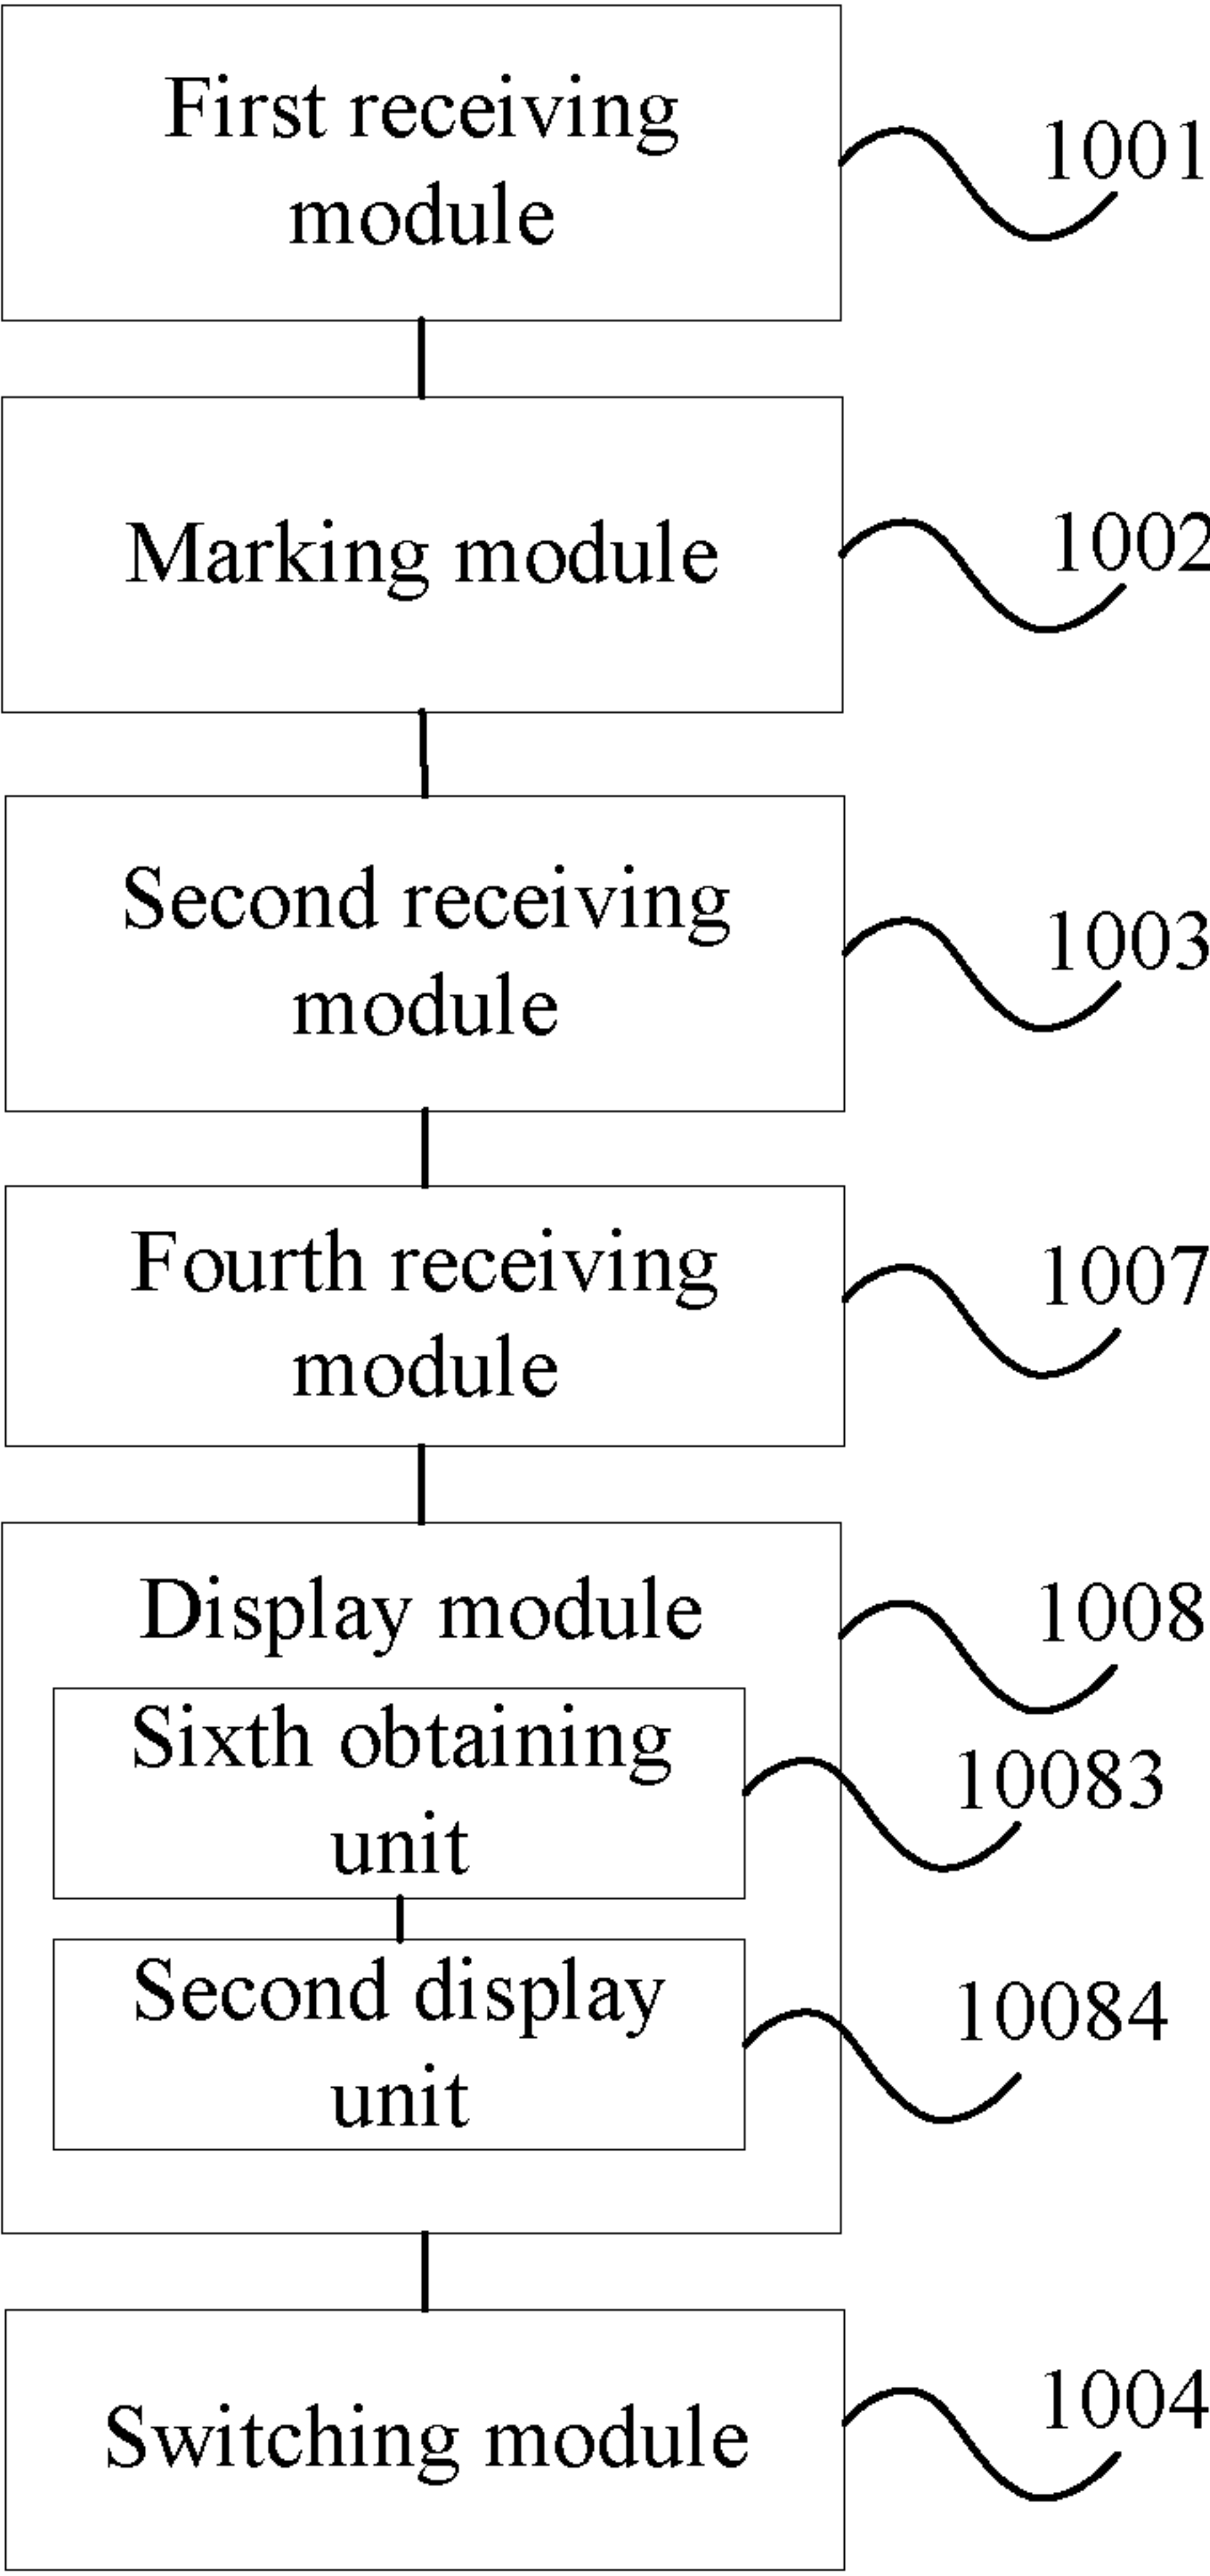 First receiving
module
1001
Marking module
1002
Second receiving
module
1003
Fourth receiving
module
1007
Display module
1008
Sixth obtaining
unit
10083
Second display
unit
10084
Switching module
1004